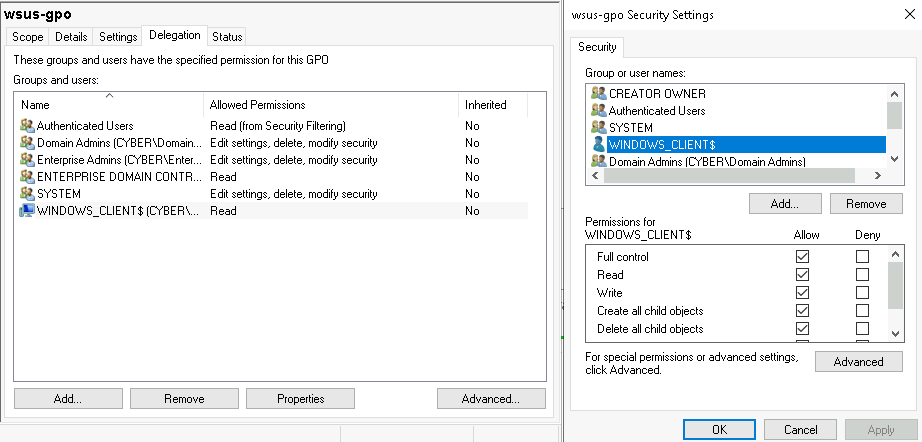 wsus-gpo
Scope Details Settings Delegation Status
These groups and users have the specified permission for this GPO
Groups and users:
Name Allowed Permissions Inherited
Authenticated Users Read (from Security Filtering) No
Domain Admins (CYBER\Domain... Edit settings, delete, modify security No
Enterprise Admins (CYBER\Enter... Edit settings, delete, modify security No
ENTERPRISE DOMAIN CONTR... Read No
SYSTEM Edit settings, delete, modify security No
WINDOWS_CLIENT$ (CYBER\... Read No
Add... Remove Properties Advanced...
wsus-gpo Security Settings
Security
Group or user names:
CREATOR OWNER
Authenticated Users
SYSTEM
WINDOWS_CLIENT$
Domain Admins (CYBER\Domain Admins)
Add... Remove
Permissions for
WINDOWS_CLIENT$ Allow Deny
Full control
Read
Write
Create all child objects
Delete all child objects
For special permissions or advanced settings,
click Advanced.
Advanced
OK Cancel Apply